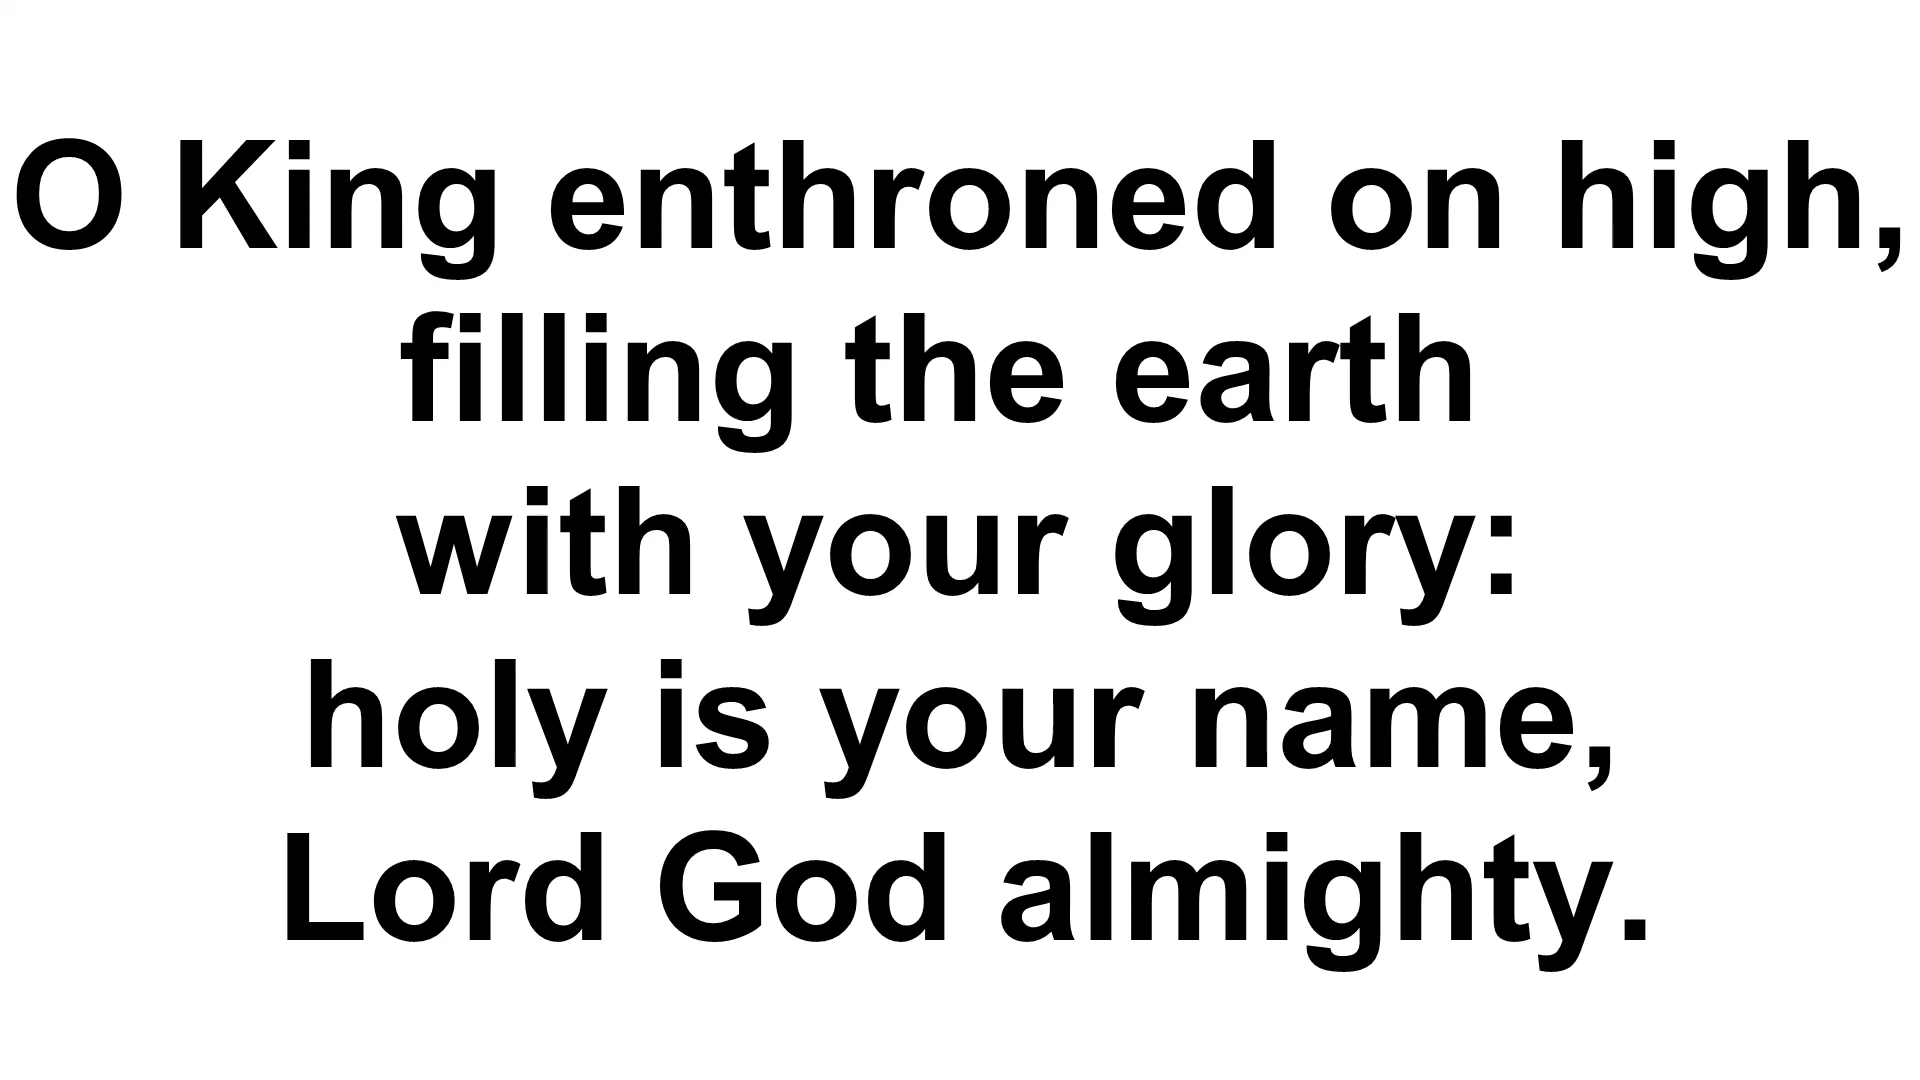 O King enthroned on high,
filling the earth
with your glory:
holy is your name,
Lord God almighty.